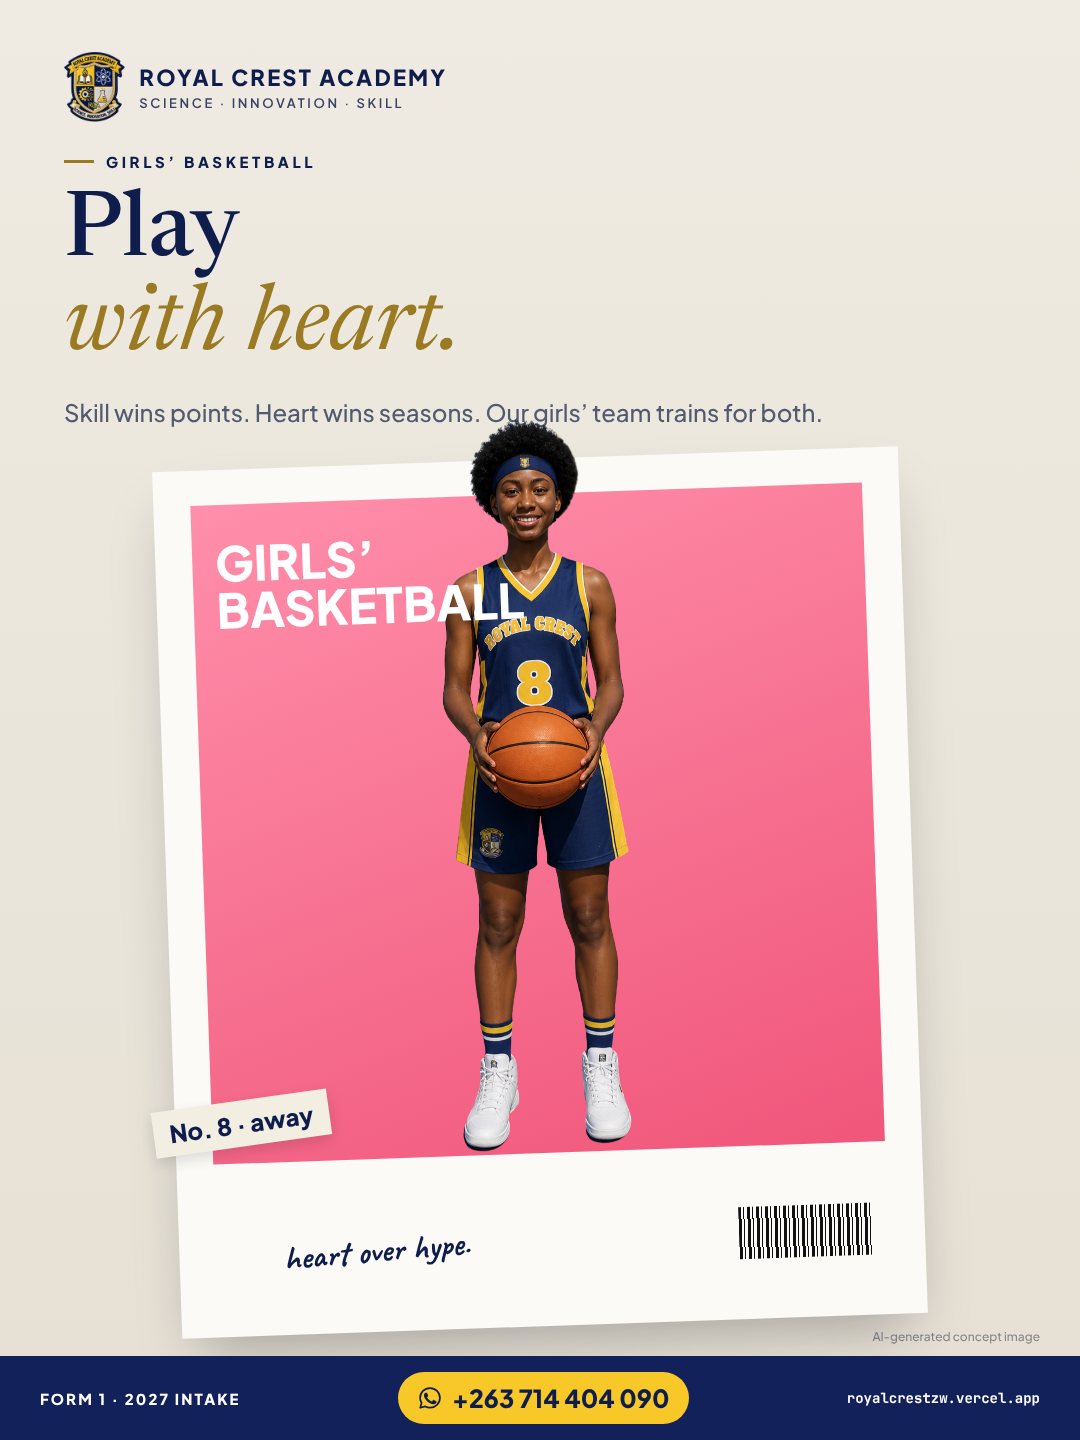 ROYAL CREST ACADEMY
SCIENCE · INNOVATION · SKILL
GIRLS’ BASKETBALL
Play
with heart.
Skill wins points. Heart wins seasons. Our girls’ team trains for both.
GIRLS’
BASKETBALL
ROYAL CREST
8
No. 8 · away
heart over hype.
AI-generated concept image
FORM 1 · 2027 INTAKE
+263 714 404 090
royalcrestzw.vercel.app